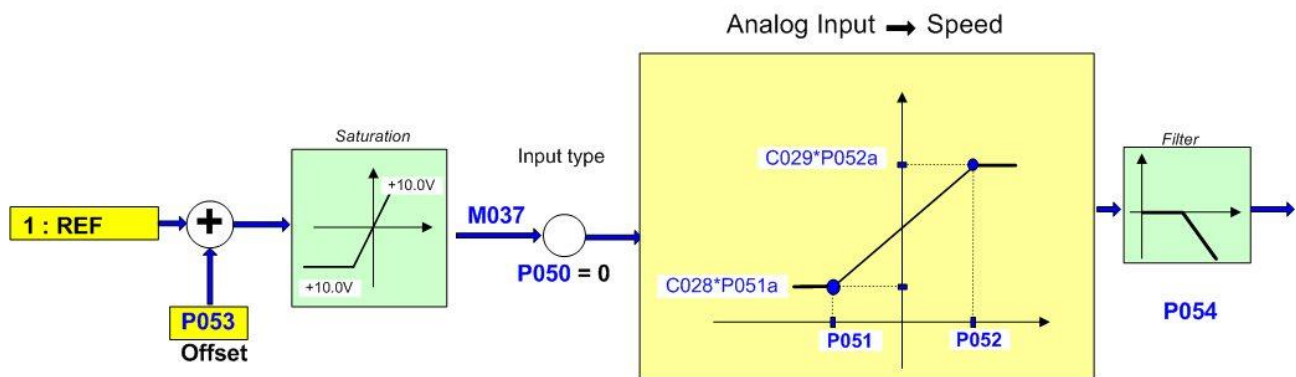 Analog Input → Speed
Saturation
+10.0V
+10.0V
1 : REF
+
P053
Offset
M037
Input type
P050 = 0
C029*P052a
C028*P051a
P051
P052
Filter
P054